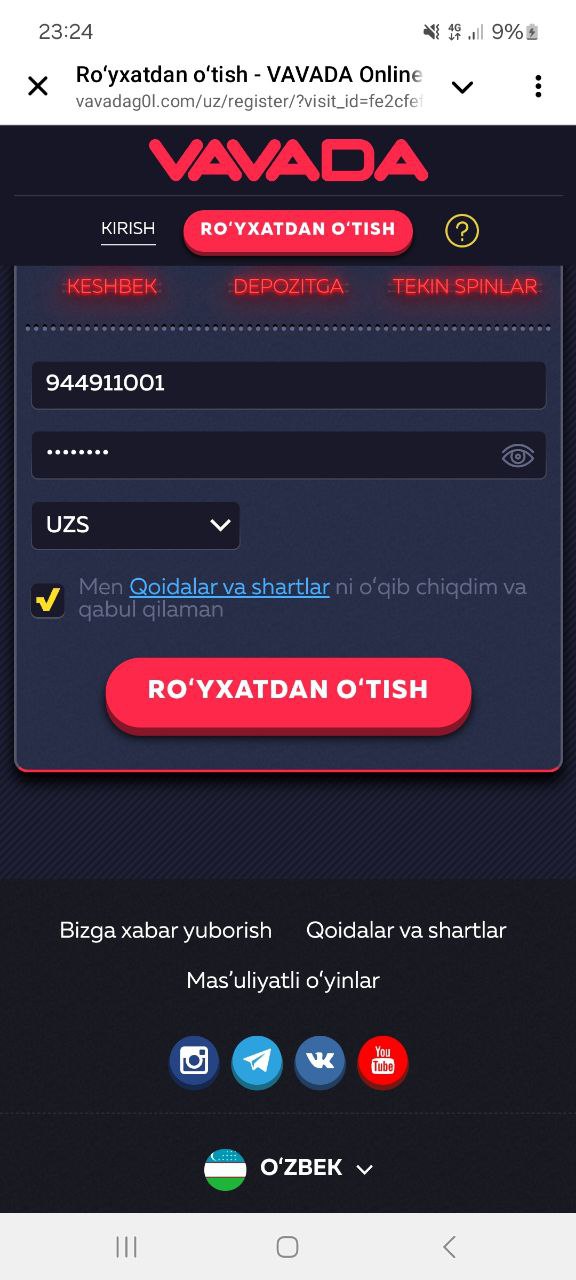 23:24
4G
9%
Roʻyxatdan oʻtish - VAVADA Online
vavadag0l.com/uz/register/?visit_id=fe2cfef
VAVADA
KIRISH
ROʻYXATDAN OʻTISH
?
KESHBEK
DEPOZITGA
TEKIN SPINLAR
944911001
••••••••
UZS
Men Qoidalar va shartlar ni oʻqib chiqdim va
qabul qilaman
ROʻYXATDAN OʻTISH
Bizga xabar yuborish
Qoidalar va shartlar
Masʼuliyatli oʻyinlar
You
Tube
OʻZBEK